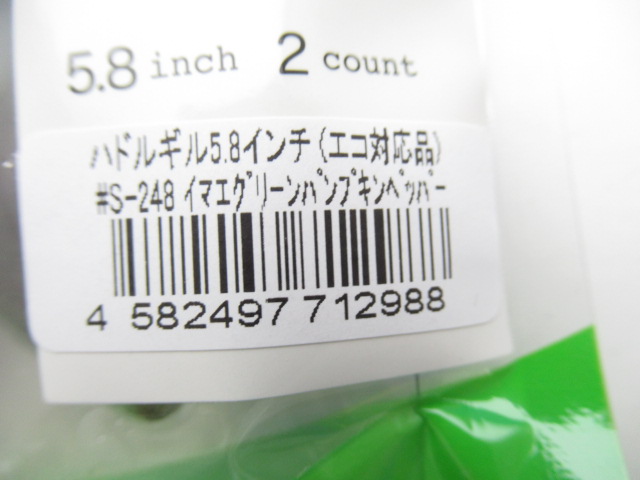 5.8 inch 2 count
ハドルギル5.8インチ(エコ対応品)
#S-248 イマエグリーンパンプキンペッパー
4 582497 712988